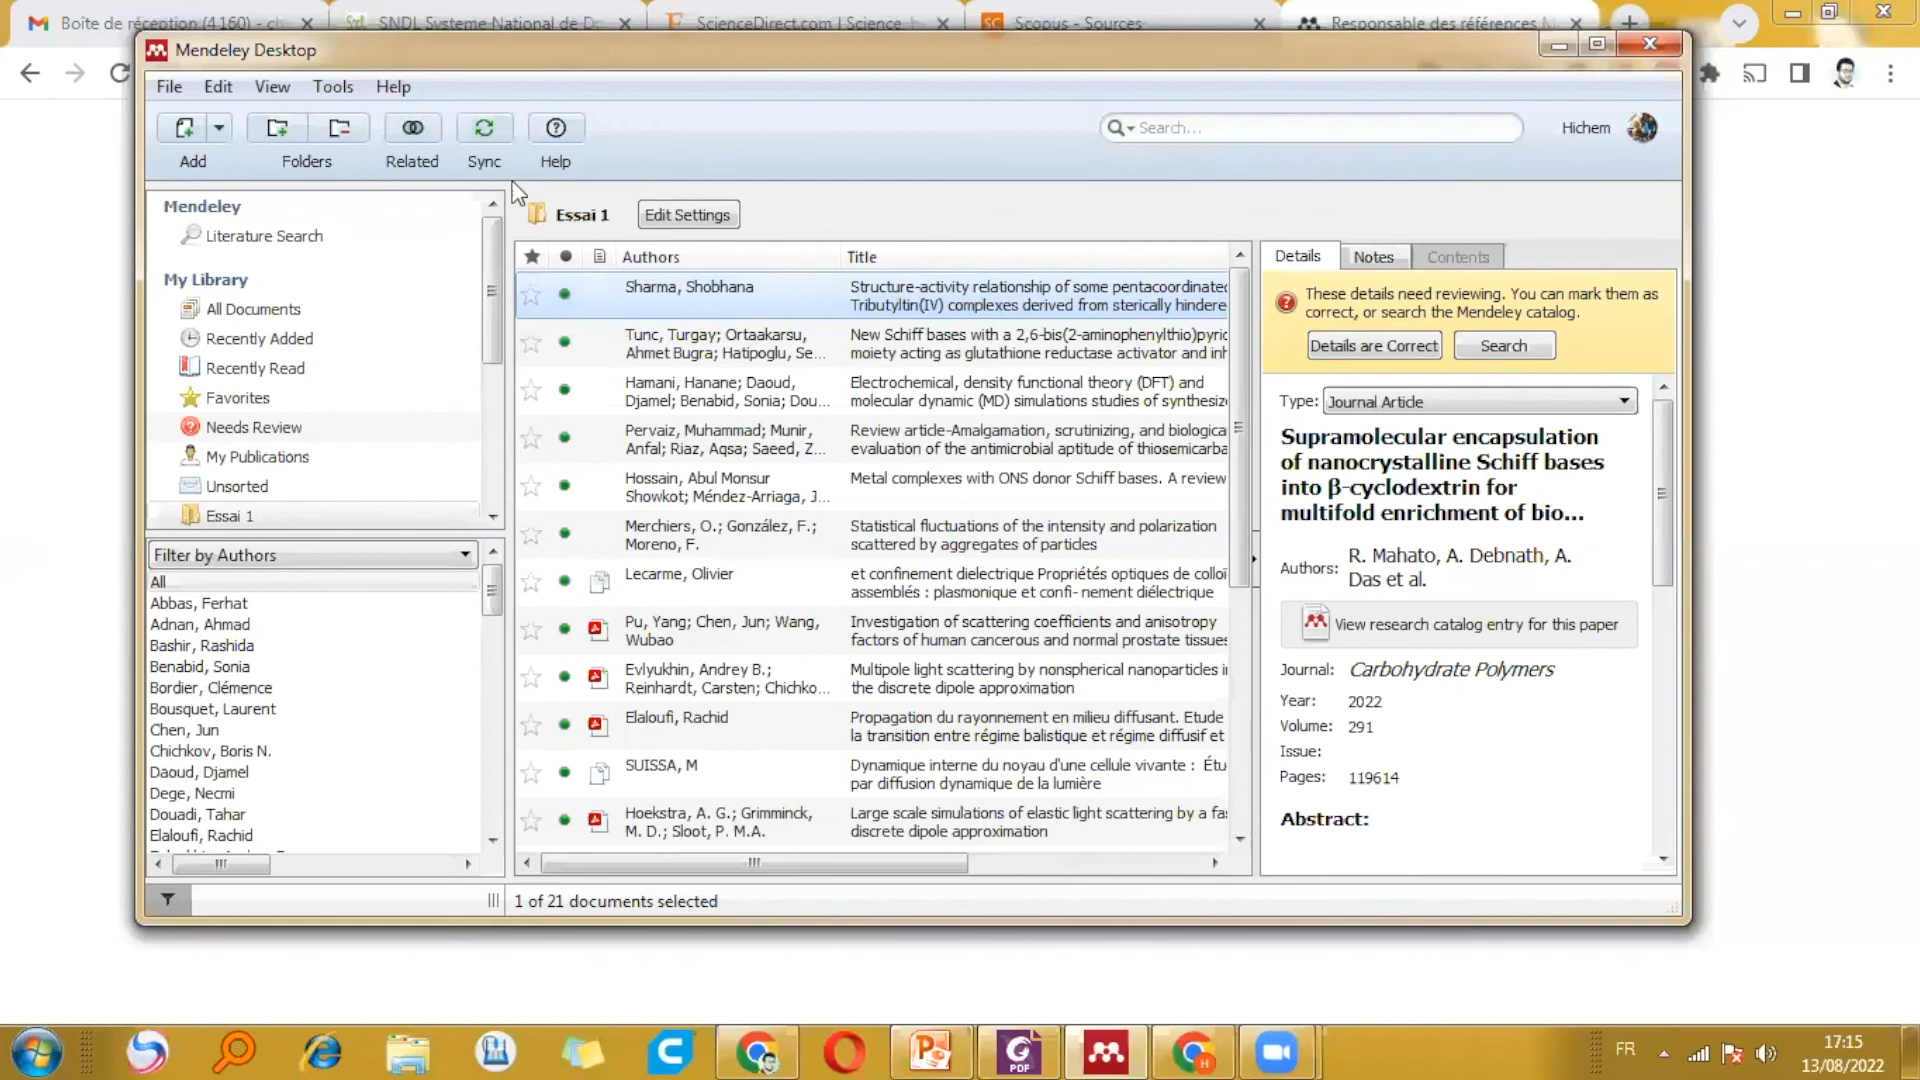 Boîte de réception (4 160) - ch
SNDL Systeme National de Do
ScienceDirect.com | Science
Scopus - Sources
Responsable des références
Mendeley Desktop
File Edit View Tools Help
Add Folders Related Sync Help
Search...
Hichem
Mendeley
Literature Search
My Library
All Documents
Recently Added
Recently Read
Favorites
Needs Review
My Publications
Unsorted
Essai 1
Filter by Authors
All
Abbas, Ferhat
Adnan, Ahmad
Bashir, Rashida
Benabid, Sonia
Bordier, Clémence
Bousquet, Laurent
Chen, Jun
Chichkov, Boris N.
Daoud, Djamel
Dege, Necmi
Douadi, Tahar
Elaloufi, Rachid
Essai 1 Edit Settings
Authors Title
Sharma, Shobhana
Structure-activity relationship of some pentacoordinated
Tributyltin(IV) complexes derived from sterically hindere
Tunc, Turgay; Ortaakarsu,
Ahmet Bugra; Hatipoglu, Se...
New Schiff bases with a 2,6-bis(2-aminophenylthio)pyric
moiety acting as glutathione reductase activator and inh
Hamani, Hanane; Daoud,
Djamel; Benabid, Sonia; Dou...
Electrochemical, density functional theory (DFT) and
molecular dynamic (MD) simulations studies of synthesiz
Pervaiz, Muhammad; Munir,
Anfal; Riaz, Aqsa; Saeed, Z...
Review article-Amalgamation, scrutinizing, and biologica
evaluation of the antimicrobial aptitude of thiosemicarba
Hossain, Abul Monsur
Showkot; Méndez-Arriaga, J...
Metal complexes with ONS donor Schiff bases. A review
Merchiers, O.; González, F.;
Moreno, F.
Statistical fluctuations of the intensity and polarization
scattered by aggregates of particles
Lecarme, Olivier
et confinement dielectrique Propriétés optiques de colloï
assemblés : plasmonique et confi- nement diélectrique
Pu, Yang; Chen, Jun; Wang,
Wubao
Investigation of scattering coefficients and anisotropy
factors of human cancerous and normal prostate tissues
Evlyukhin, Andrey B.;
Reinhardt, Carsten; Chichko...
Multipole light scattering by nonspherical nanoparticles i
the discrete dipole approximation
Elaloufi, Rachid
Propagation du rayonnement en milieu diffusant. Etude
la transition entre régime balistique et régime diffusif et
SUISSA, M
Dynamique interne du noyau d'une cellule vivante : Étu
par diffusion dynamique de la lumière
Hoekstra, A. G.; Grimminck,
M. D.; Sloot, P. M.A.
Large scale simulations of elastic light scattering by a fa
discrete dipole approximation
Details Notes Contents
These details need reviewing. You can mark them as
correct, or search the Mendeley catalog.
Details are Correct Search
Type: Journal Article
Supramolecular encapsulation
of nanocrystalline Schiff bases
into β-cyclodextrin for
multifold enrichment of bio...
Authors: R. Mahato, A. Debnath, A.
Das et al.
View research catalog entry for this paper
Journal: Carbohydrate Polymers
Year: 2022
Volume: 291
Issue:
Pages: 119614
Abstract:
1 of 21 documents selected
FR
17:15
13/08/2022